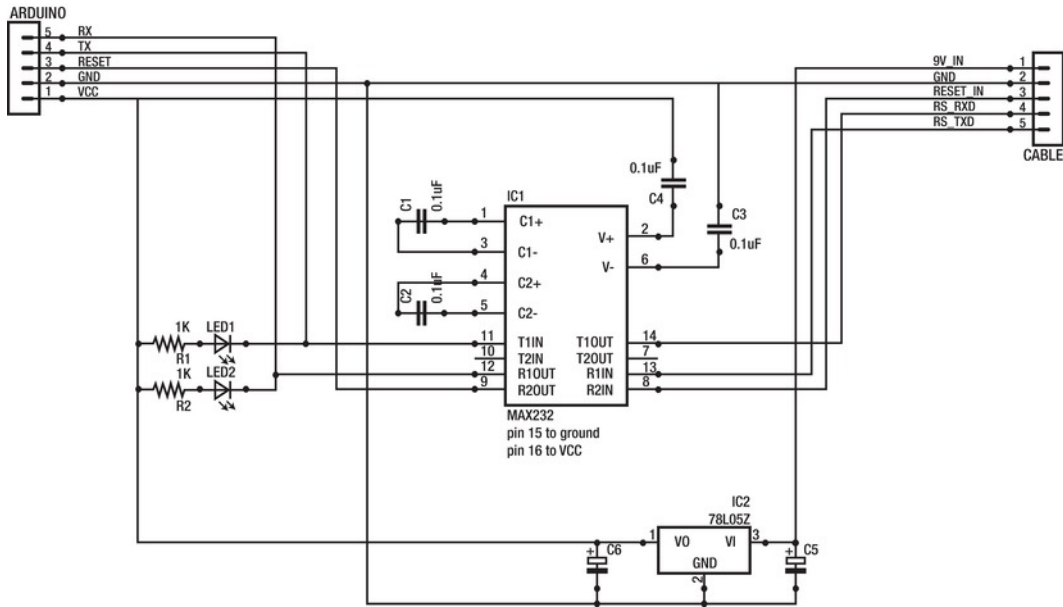 ARDUINO
5 RX
4 TX
3 RESET
2 GND
1 VCC
9V_IN 1
GND 2
RESET_IN 3
RS_RXD 4
RS_TXD 5
CABLE
0.1uF
C4
C3
0.1uF
IC1
C1
0.1uF
1 C1+
3 C1-
4 C2+
5 C2-
C2
0.1uF
V+ 2
V- 6
11 T1IN
10 T2IN
12 R1OUT
9 R2OUT
T1OUT 14
T2OUT 7
R1IN 13
R2IN 8
1K LED1
R1
1K LED2
R2
MAX232
pin 15 to ground
pin 16 to VCC
IC2
78L05Z
1 VO VI 3
GND
2
+ C6
+ C5